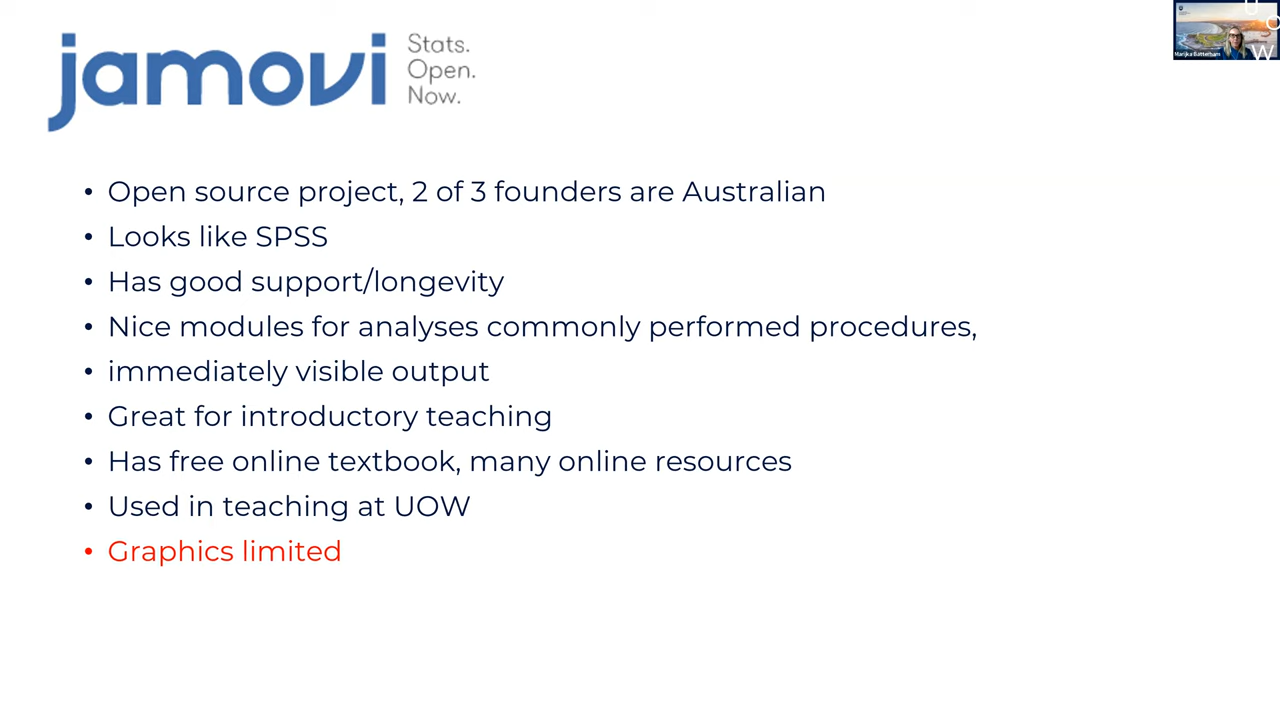 jamovi
Stats.
Open.
Now.
• Open source project, 2 of 3 founders are Australian
• Looks like SPSS
• Has good support/longevity
• Nice modules for analyses commonly performed procedures,
• immediately visible output
• Great for introductory teaching
• Has free online textbook, many online resources
• Used in teaching at UOW
• Graphics limited
U
O
W
Marijka Batterham